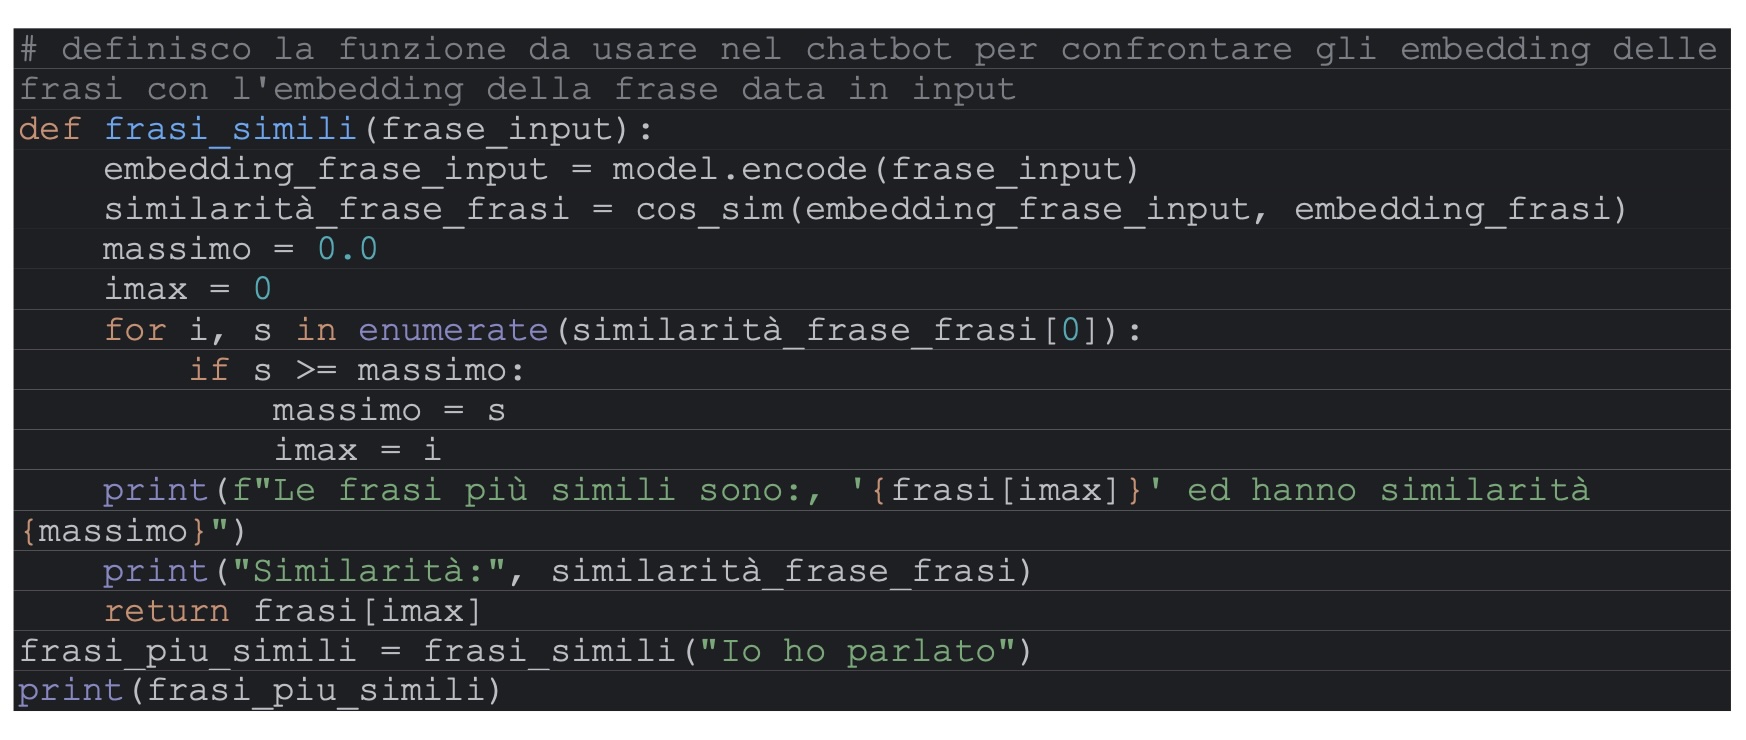 # definisco la funzione da usare nel chatbot per confrontare gli embedding delle
frasi con l'embedding della frase data in input
def frasi_simili(frase_input):
    embedding_frase_input = model.encode(frase_input)
    similarità_frase_frasi = cos_sim(embedding_frase_input, embedding_frasi)
    massimo = 0.0
    imax = 0
    for i, s in enumerate(similarità_frase_frasi[0]):
        if s >= massimo:
            massimo = s
            imax = i
    print(f"Le frasi più simili sono:, '{frasi[imax]}' ed hanno similarità
{massimo}")
    print("Similarità:", similarità_frase_frasi)
    return frasi[imax]
frasi_piu_simili = frasi_simili("Io ho parlato")
print(frasi_piu_simili)